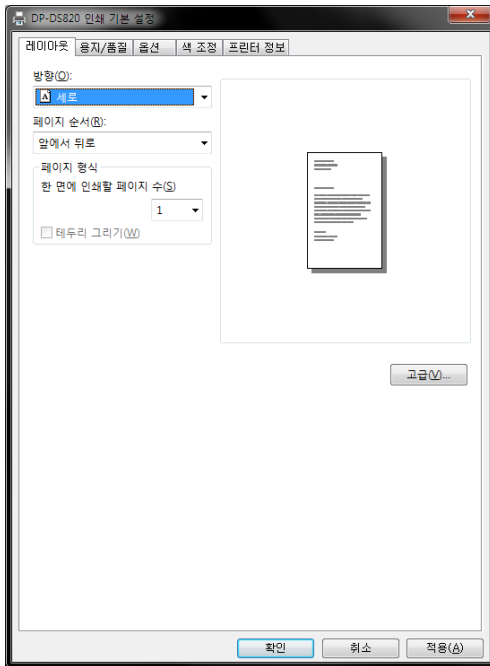 DP-DS820 인쇄 기본 설정
레이아웃 용지/품질 옵션 색 조정 프린터 정보
방향(O):
세로
페이지 순서(R):
앞에서 뒤로
페이지 형식
한 면에 인쇄할 페이지 수(S)
1
테두리 그리기(W)
고급(V)...
확인 취소 적용(A)